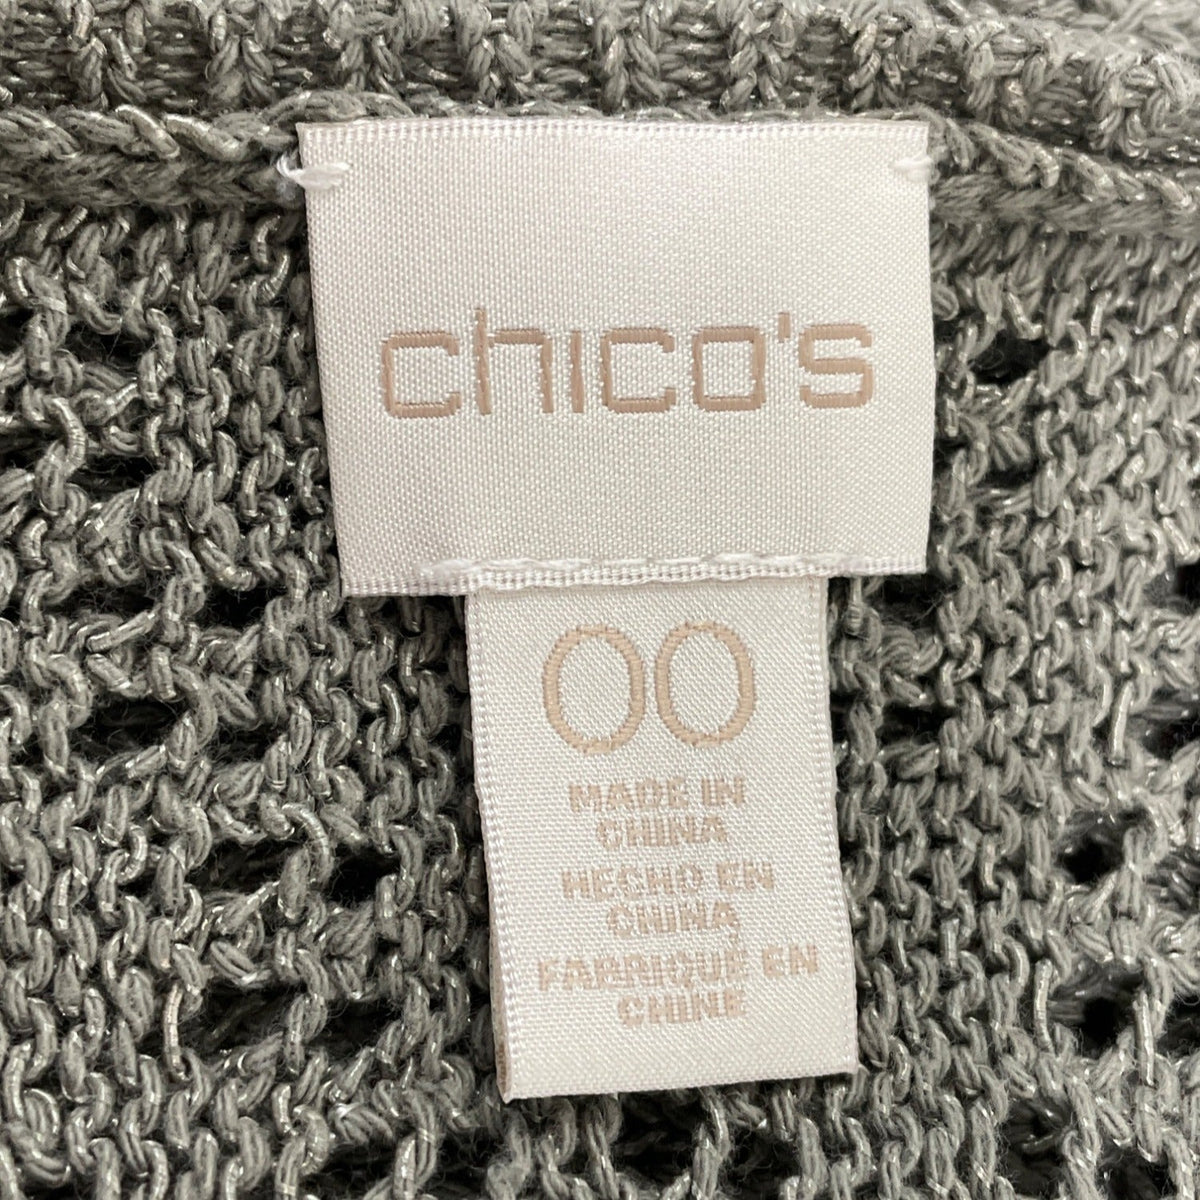 chico's
00
MADE IN
CHINA
HECHO EN
CHINA
FABRIQUÉ EN
CHINE